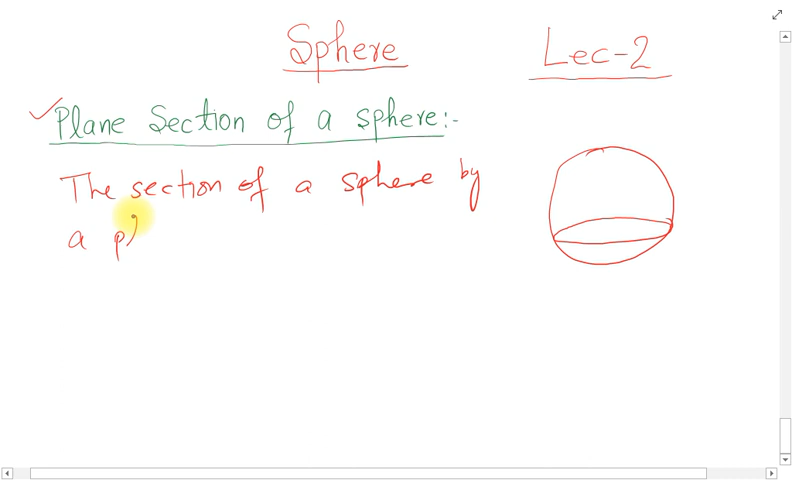 Sphere
Lec-2
Plane Section of a sphere:-
The section of a sphere by
a p